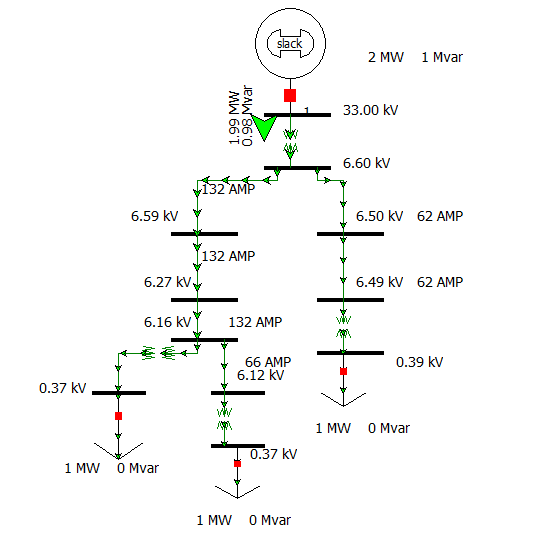 slack
2 MW 1 Mvar
1.99 MW
0.98 Mvar
1
33.00 kV
6.60 kV
132 AMP
6.59 kV
6.50 kV 62 AMP
132 AMP
6.27 kV
6.49 kV 62 AMP
6.16 kV
132 AMP
66 AMP
0.39 kV
6.12 kV
0.37 kV
1 MW 0 Mvar
0.37 kV
1 MW 0 Mvar
1 MW 0 Mvar